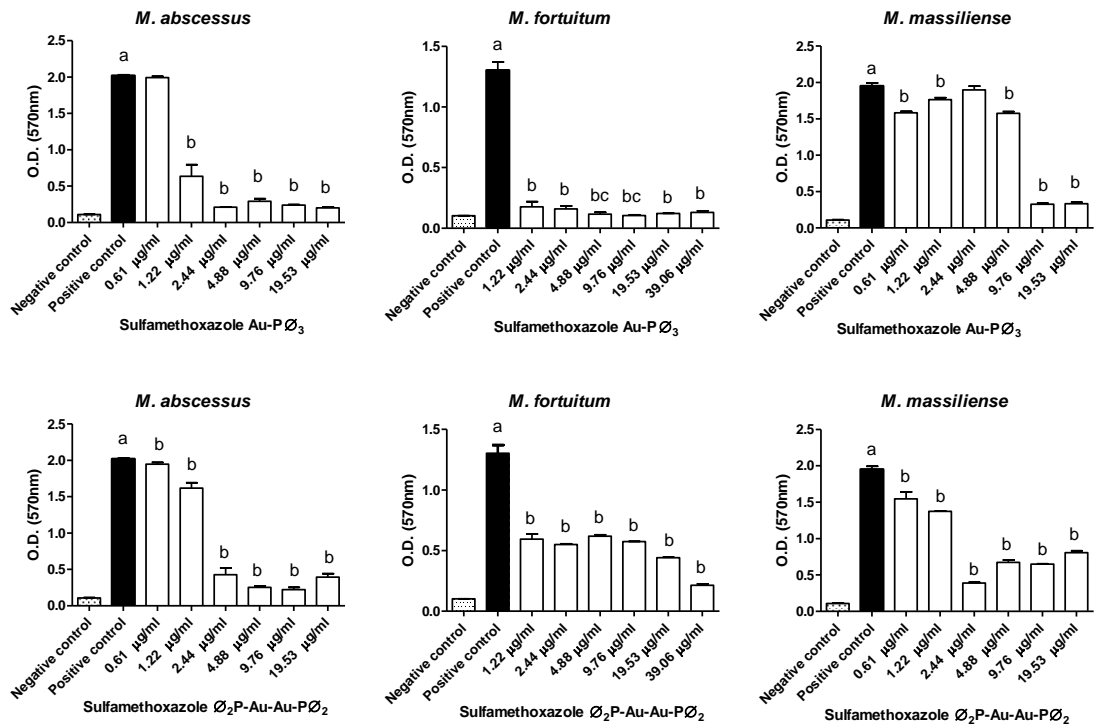 M. abscessus
O.D. (570nm)
2.5
2.0
1.5
1.0
0.5
0.0
a
b
b
b
b
b
Negative control
Positive control
0.61 µg/ml
1.22 µg/ml
2.44 µg/ml
4.88 µg/ml
9.76 µg/ml
19.53 µg/ml
Sulfamethoxazole Au-PØ₃
M. fortuitum
O.D. (570nm)
1.5
1.0
0.5
0.0
a
b
b
bc
bc
b
b
Negative control
Positive control
1.22 µg/ml
2.44 µg/ml
4.88 µg/ml
9.76 µg/ml
19.53 µg/ml
39.06 µg/ml
Sulfamethoxazole Au-PØ₃
M. massiliense
O.D. (570nm)
2.5
2.0
1.5
1.0
0.5
0.0
a
b
b
b
b
b
Negative control
Positive control
0.61 µg/ml
1.22 µg/ml
2.44 µg/ml
4.88 µg/ml
9.76 µg/ml
19.53 µg/ml
Sulfamethoxazole Au-PØ₃
M. abscessus
O.D. (570nm)
2.5
2.0
1.5
1.0
0.5
0.0
a
b
b
b
b
b
b
Negative control
Positive control
0.61 µg/ml
1.22 µg/ml
2.44 µg/ml
4.88 µg/ml
9.76 µg/ml
19.53 µg/ml
Sulfamethoxazole Ø₂P-Au-Au-PØ₂
M. fortuitum
O.D. (570nm)
1.5
1.0
0.5
0.0
a
b
b
b
b
b
b
Negative control
Positive control
1.22 µg/ml
2.44 µg/ml
4.88 µg/ml
9.76 µg/ml
19.53 µg/ml
39.06 µg/ml
Sulfamethoxazole Ø₂P-Au-Au-PØ₂
M. massiliense
O.D. (570nm)
2.5
2.0
1.5
1.0
0.5
0.0
a
b
b
b
b
b
b
Negative control
Positive control
0.61 µg/ml
1.22 µg/ml
2.44 µg/ml
4.88 µg/ml
9.76 µg/ml
19.53 µg/ml
Sulfamethoxazole Ø₂P-Au-Au-PØ₂